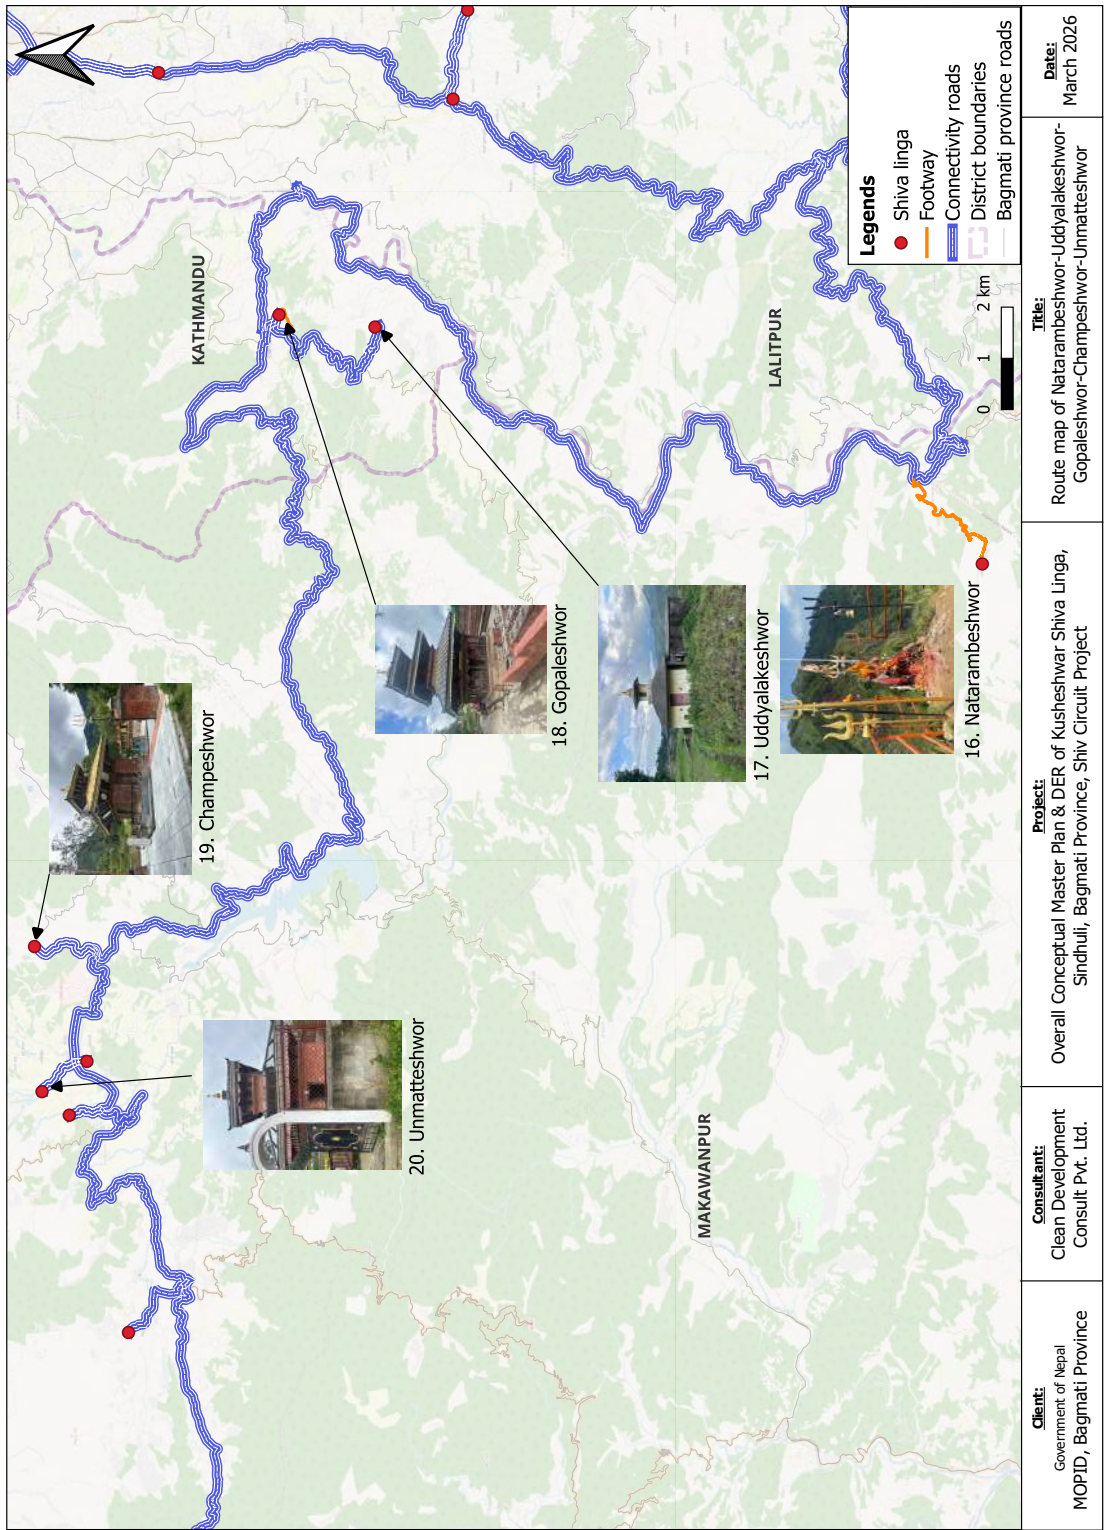 KATHMANDU
LALITPUR
MAKAWANPUR
16. Natarambeshwor
17. Uddyalakeshwor
18. Gopaleshwor
19. Champeshwor
20. Unmatteshwor
Legends
Shiva linga
Footway
Connectivity roads
District boundaries
Bagmati province roads
0 1 2 km
Client:
Government of Nepal
MOPID, Bagmati Province
Consultant:
Clean Development
Consult Pvt. Ltd.
Project:
Overall Conceptual Master Plan & DER of Kusheshwar Shiva Linga,
Sindhuli, Bagmati Province, Shiv Circuit Project
Title:
Route map of Natarambeshwor-Uddyalakeshwor-
Gopaleshwor-Champeshwor-Unmatteshwor
Date:
March 2026